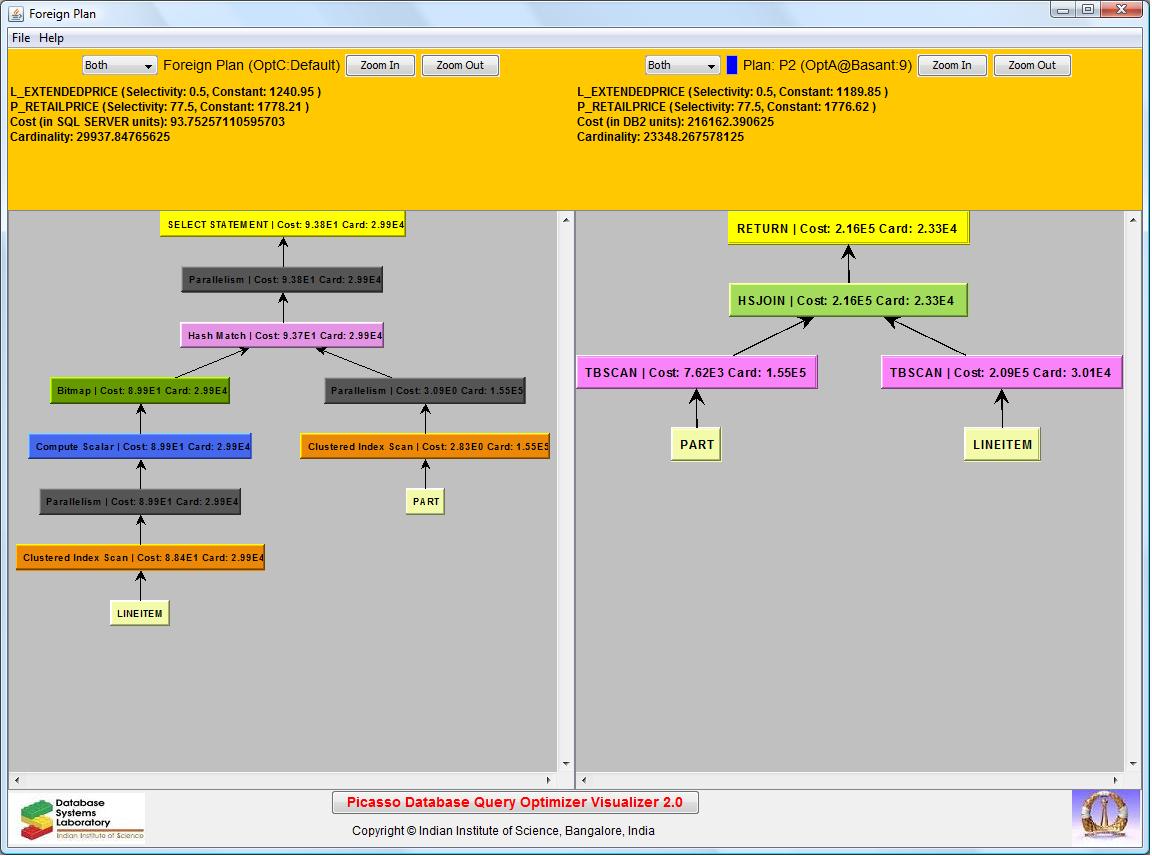 Foreign Plan
File Help
Both Foreign Plan (OptC:Default) Zoom In Zoom Out
L_EXTENDEDPRICE (Selectivity: 0.5, Constant: 1240.95 )
P_RETAILPRICE (Selectivity: 77.5, Constant: 1778.21 )
Cost (in SQL SERVER units): 93.75257110595703
Cardinality: 29937.84765625
Both Plan: P2 (OptA@Basant:9) Zoom In Zoom Out
L_EXTENDEDPRICE (Selectivity: 0.5, Constant: 1189.85 )
P_RETAILPRICE (Selectivity: 77.5, Constant: 1776.62 )
Cost (in DB2 units): 216162.390625
Cardinality: 23348.267578125
SELECT STATEMENT | Cost: 9.38E1 Card: 2.99E4
Parallelism | Cost: 9.38E1 Card: 2.99E4
Hash Match | Cost: 9.37E1 Card: 2.99E4
Bitmap | Cost: 8.99E1 Card: 2.99E4
Parallelism | Cost: 3.09E0 Card: 1.55E5
Compute Scalar | Cost: 8.99E1 Card: 2.99E4
Clustered Index Scan | Cost: 2.83E0 Card: 1.55E5
Parallelism | Cost: 8.99E1 Card: 2.99E4
PART
Clustered Index Scan | Cost: 8.84E1 Card: 2.99E4
LINEITEM
RETURN | Cost: 2.16E5 Card: 2.33E4
HSJOIN | Cost: 2.16E5 Card: 2.33E4
TBSCAN | Cost: 7.62E3 Card: 1.55E5
TBSCAN | Cost: 2.09E5 Card: 3.01E4
PART
LINEITEM
Database
Systems
Laboratory
Indian Institute of Science
Picasso Database Query Optimizer Visualizer 2.0
Copyright © Indian Institute of Science, Bangalore, India